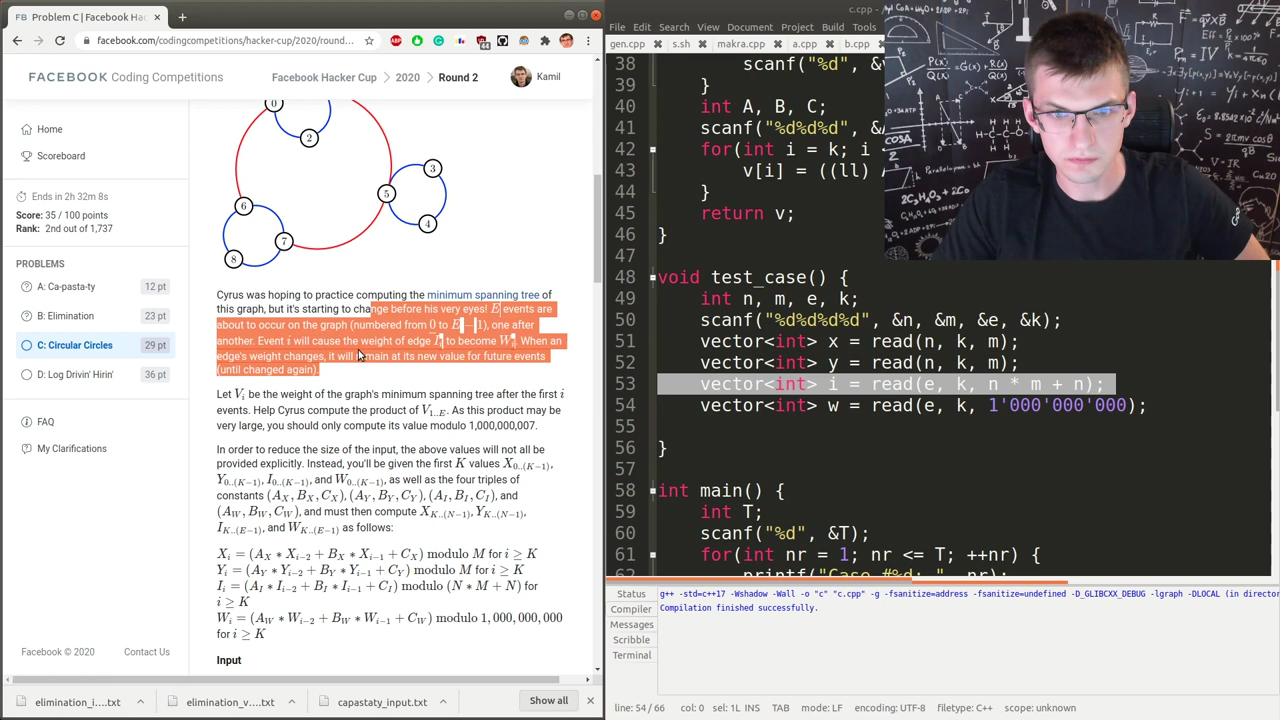 Problem C | Facebook Hac
facebook.com/codingcompetitions/hacker-cup/2020/round...
FACEBOOK Coding Competitions
Facebook Hacker Cup
2020
Round 2
Kamil
Home
Scoreboard
Ends in 2h 32m 8s
Score: 35 / 100 points
Rank: 2nd out of 1,737
PROBLEMS
A: Ca-pasta-ty 12 pt
B: Elimination 23 pt
C: Circular Circles 29 pt
D: Log Drivin' Hirin' 36 pt
FAQ
My Clarifications
Facebook © 2020 Contact Us
0
2
3
5
4
6
7
8
Cyrus was hoping to practice computing the minimum spanning tree of
this graph, but it's starting to change before his very eyes! E events are
about to occur on the graph (numbered from 0 to E − 1), one after
another. Event i will cause the weight of edge I_i to become W_i. When an
edge's weight changes, it will remain at its new value for future events
(until changed again).
Let V_i be the weight of the graph's minimum spanning tree after the first i
events. Help Cyrus compute the product of V_1..E. As this product may be
very large, you should only compute its value modulo 1,000,000,007.
In order to reduce the size of the input, the above values will not all be
provided explicitly. Instead, you'll be given the first K values X_0..(K−1),
Y_0..(K−1), I_0..(K−1), and W_0..(K−1), as well as the four triples of
constants (A_X, B_X, C_X), (A_Y, B_Y, C_Y), (A_I, B_I, C_I), and
(A_W, B_W, C_W), and must then compute X_K..(N−1), Y_K..(N−1),
I_K..(E−1), and W_K..(E−1) as follows:
X_i = (A_X * X_i−2 + B_X * X_i−1 + C_X) modulo M for i ≥ K
Y_i = (A_Y * Y_i−2 + B_Y * Y_i−1 + C_Y) modulo M for i ≥ K
I_i = (A_I * I_i−2 + B_I * I_i−1 + C_I) modulo (N * M + N) for
i ≥ K
W_i = (A_W * W_i−2 + B_W * W_i−1 + C_W) modulo 1,000,000,000
for i ≥ K
Input
elimination_i....txt
elimination_v....txt
capastaty_input.txt
Show all
c.cpp
File Edit Search View Document Project Build Tools
gen.cpp s.sh makra.cpp a.cpp b.cpp
38 scanf("%d", &v
39 }
40 int A, B, C;
41 scanf("%d%d%d", &A
42 for(int i = k; i
43 v[i] = ((ll) A
44 }
45 return v;
46 }
47
48 void test_case() {
49 int n, m, e, k;
50 scanf("%d%d%d%d", &n, &m, &e, &k);
51 vector<int> x = read(n, k, m);
52 vector<int> y = read(n, k, m);
53 vector<int> i = read(e, k, n * m + n);
54 vector<int> w = read(e, k, 1'000'000'000);
55
56 }
57
58 int main() {
59 int T;
60 scanf("%d", &T);
61 for(int nr = 1; nr <= T; ++nr) {
62 printf("Case #%d: ", nr);
Status
Compiler
Messages
Scribble
Terminal
g++ -std=c++17 -Wshadow -Wall -o "c" "c.cpp" -g -fsanitize=address -fsanitize=undefined -D_GLIBCXX_DEBUG -lgraph -DLOCAL (in director
Compilation finished successfully.
line: 54 / 66 col: 0 sel: 1L INS TAB mode: LF encoding: UTF-8 filetype: C++ scope: unknown